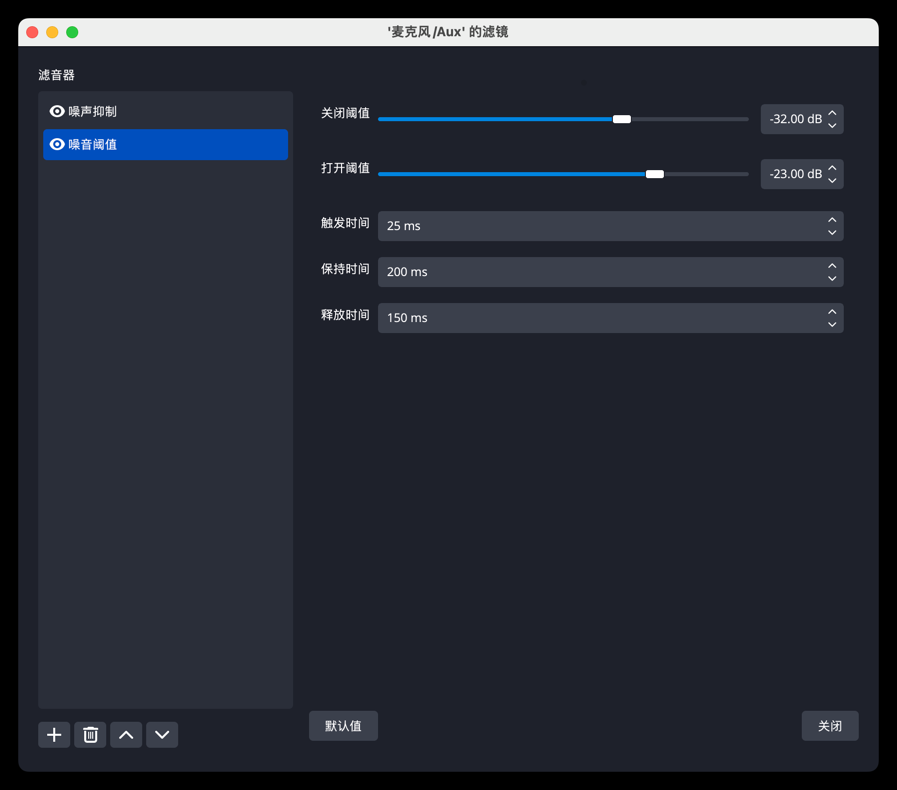 '麦克风/Aux' 的滤镜
滤音器
噪声抑制
噪音阈值
关闭阈值 -32.00 dB
打开阈值 -23.00 dB
触发时间 25 ms
保持时间 200 ms
释放时间 150 ms
默认值 关闭